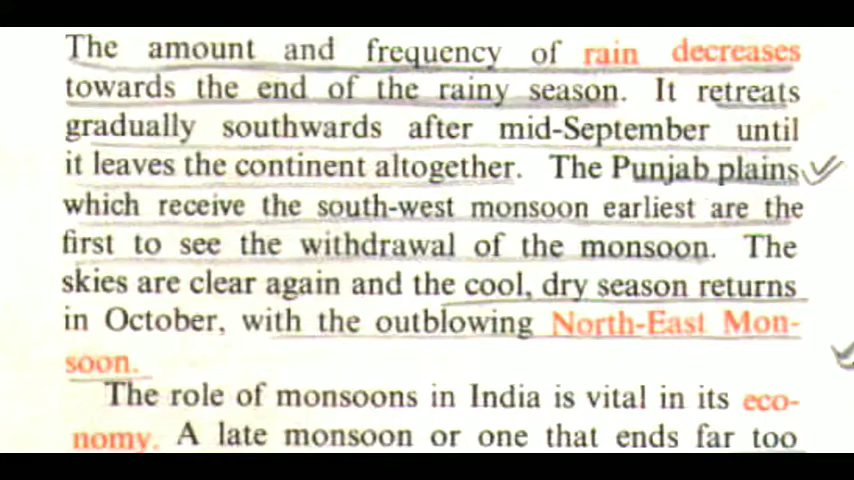 The amount and frequency of rain decreases
towards the end of the rainy season. It retreats
gradually southwards after mid-September until
it leaves the continent altogether. The Punjab plains
which receive the south-west monsoon earliest are the
first to see the withdrawal of the monsoon. The
skies are clear again and the cool, dry season returns
in October, with the outblowing North-East Mon-
soon.
The role of monsoons in India is vital in its eco-
nomy. A late monsoon or one that ends far too